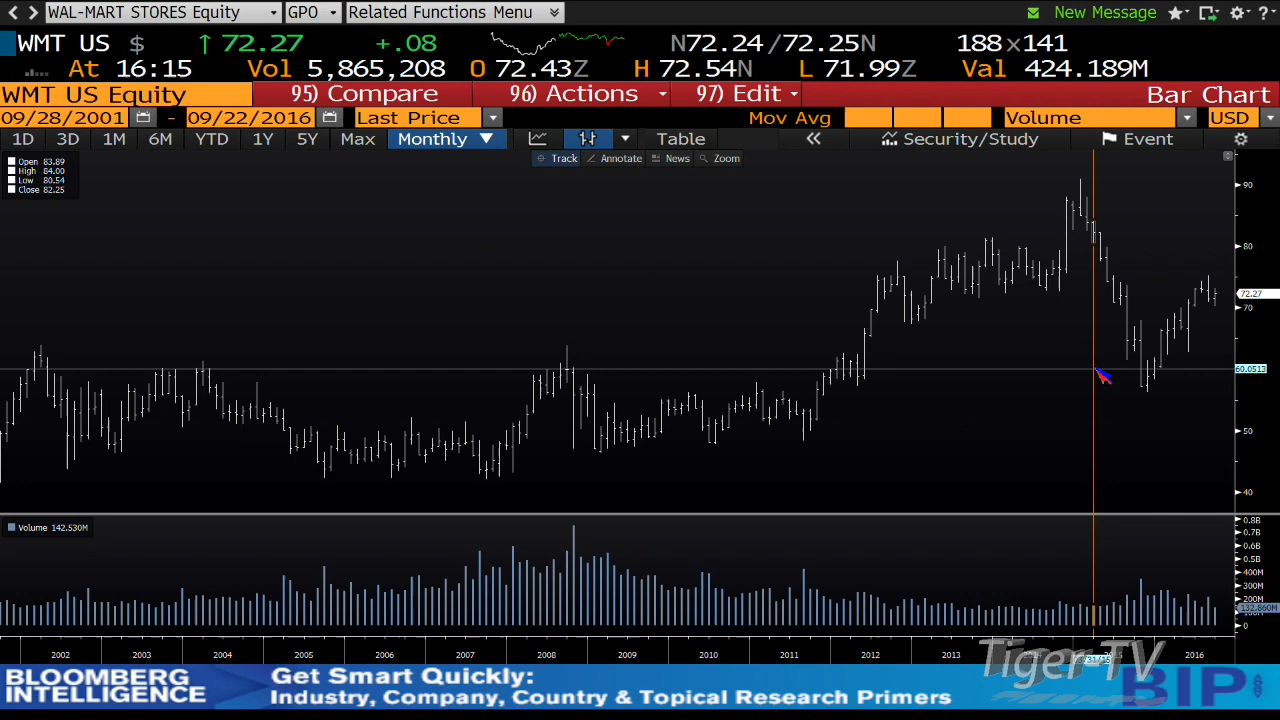 WAL-MART STORES Equity GPO Related Functions Menu New Message ?
WMT US $ ↑ 72.27 +.08 N72.24 /72.25N 188 x 141
At 16:15 Vol 5,865,208 O 72.43Z H 72.54N L 71.99Z Val 424.189M
WMT US Equity 95) Compare 96) Actions 97) Edit Bar Chart
09/28/2001 - 09/22/2016 Last Price Mov Avg Volume USD
1D 3D 1M 6M YTD 1Y 5Y Max Monthly ▼ Table « Security/Study Event
Track Annotate News Zoom
Open 83.89
High 84.00
Low 80.54
Close 82.25
90
80
72.27
70
60.0513
50
40
Volume 142.530M
0.8B
0.7B
0.6B
0.5B
400M
300M
200M
132.860M
0
2002 2003 2004 2005 2006 2007 2008 2009 2010 2011 2012 2013 2016
Tiger TV
BLOOMBERG
INTELLIGENCE
Get Smart Quickly:
Industry, Company, Country & Topical Research Primers
BIP